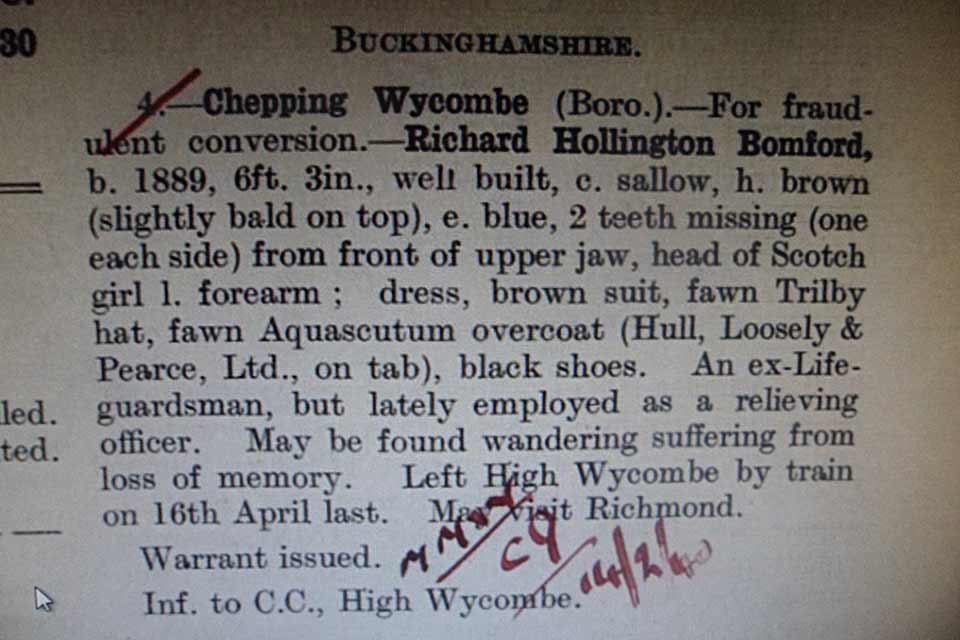 30
BUCKINGHAMSHIRE.
4.—Chepping Wycombe (Boro.).—For fraud-
ulent conversion.—Richard Hollington Bomford,
b. 1889, 6ft. 3in., well built, c. sallow, h. brown
(slightly bald on top), e. blue, 2 teeth missing (one
each side) from front of upper jaw, head of Scotch
girl l. forearm ; dress, brown suit, fawn Trilby
hat, fawn Aquascutum overcoat (Hull, Loosely &
Pearce, Ltd., on tab), black shoes. An ex-Life-
guardsman, but lately employed as a relieving
officer. May be found wandering suffering from
loss of memory. Left High Wycombe by train
on 16th April last. May visit Richmond.
Warrant issued.
Inf. to C.C., High Wycombe.
led.
ted.